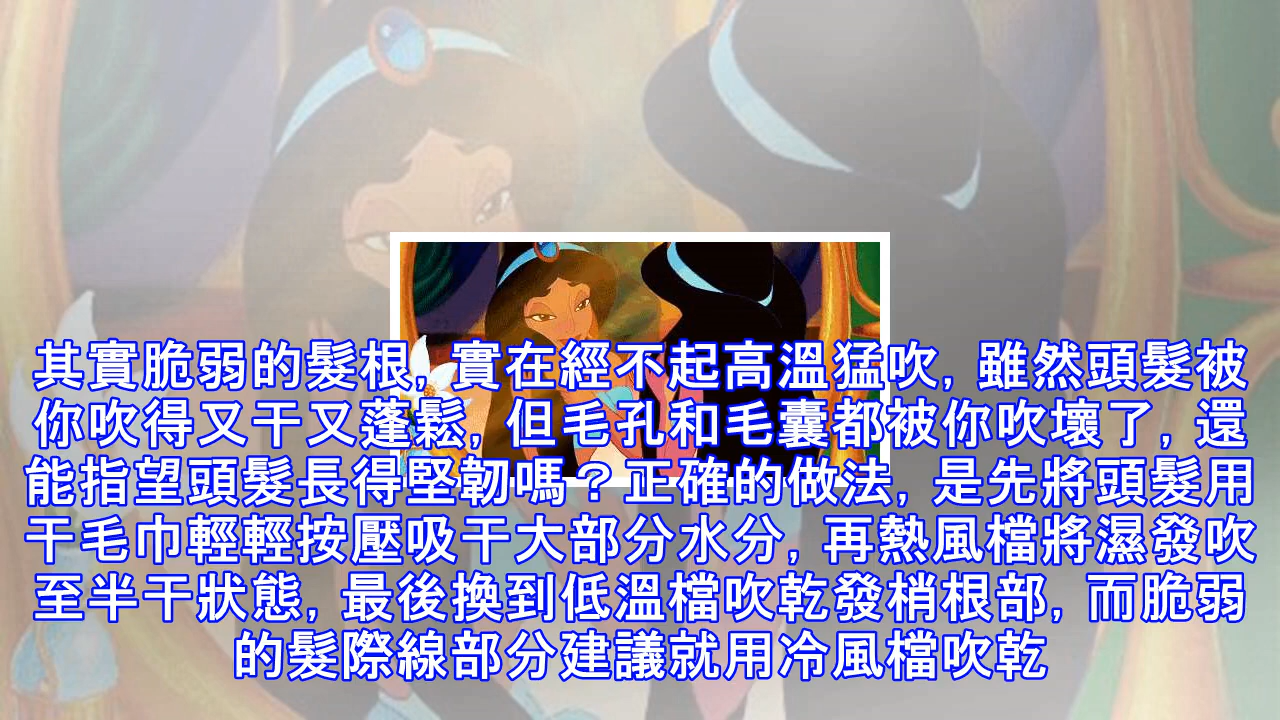 其實脆弱的髮根, 實在經不起高溫猛吹, 雖然頭髮被
你吹得又干又蓬鬆, 但毛孔和毛囊都被你吹壞了, 還
能指望頭髮長得堅韌嗎？正確的做法, 是先將頭髮用
干毛巾輕輕按壓吸干大部分水分, 再熱風檔將濕發吹
至半干狀態, 最後換到低溫檔吹乾發梢根部, 而脆弱
的髮際線部分建議就用冷風檔吹乾